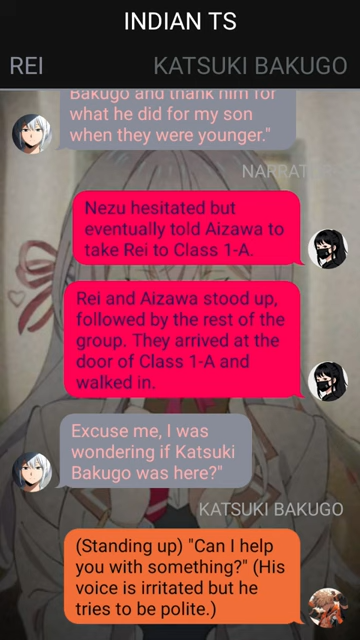 INDIAN TS
REI
KATSUKI BAKUGO
Bakugo and thank him for
what he did for my son
when they were younger."
NARRAT
Nezu hesitated but
eventually told Aizawa to
take Rei to Class 1-A.
Rei and Aizawa stood up,
followed by the rest of the
group. They arrived at the
door of Class 1-A and
walked in.
Excuse me, I was
wondering if Katsuki
Bakugo was here?"
KATSUKI BAKUGO
(Standing up) "Can I help
you with something?" (His
voice is irritated but he
tries to be polite.)